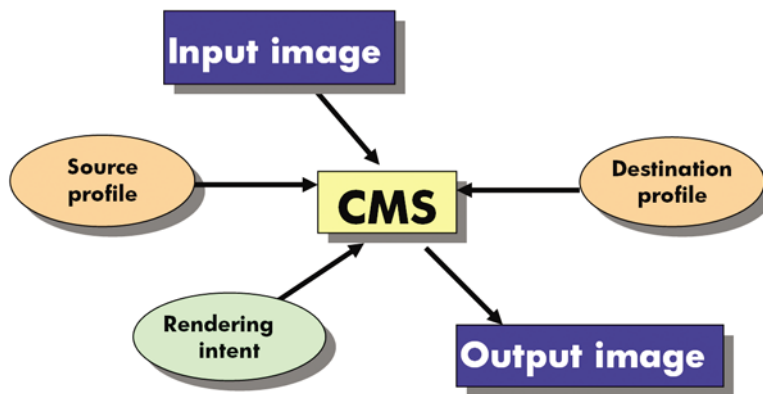 Input image
Source
profile
CMS
Destination
profile
Rendering
intent
Output image